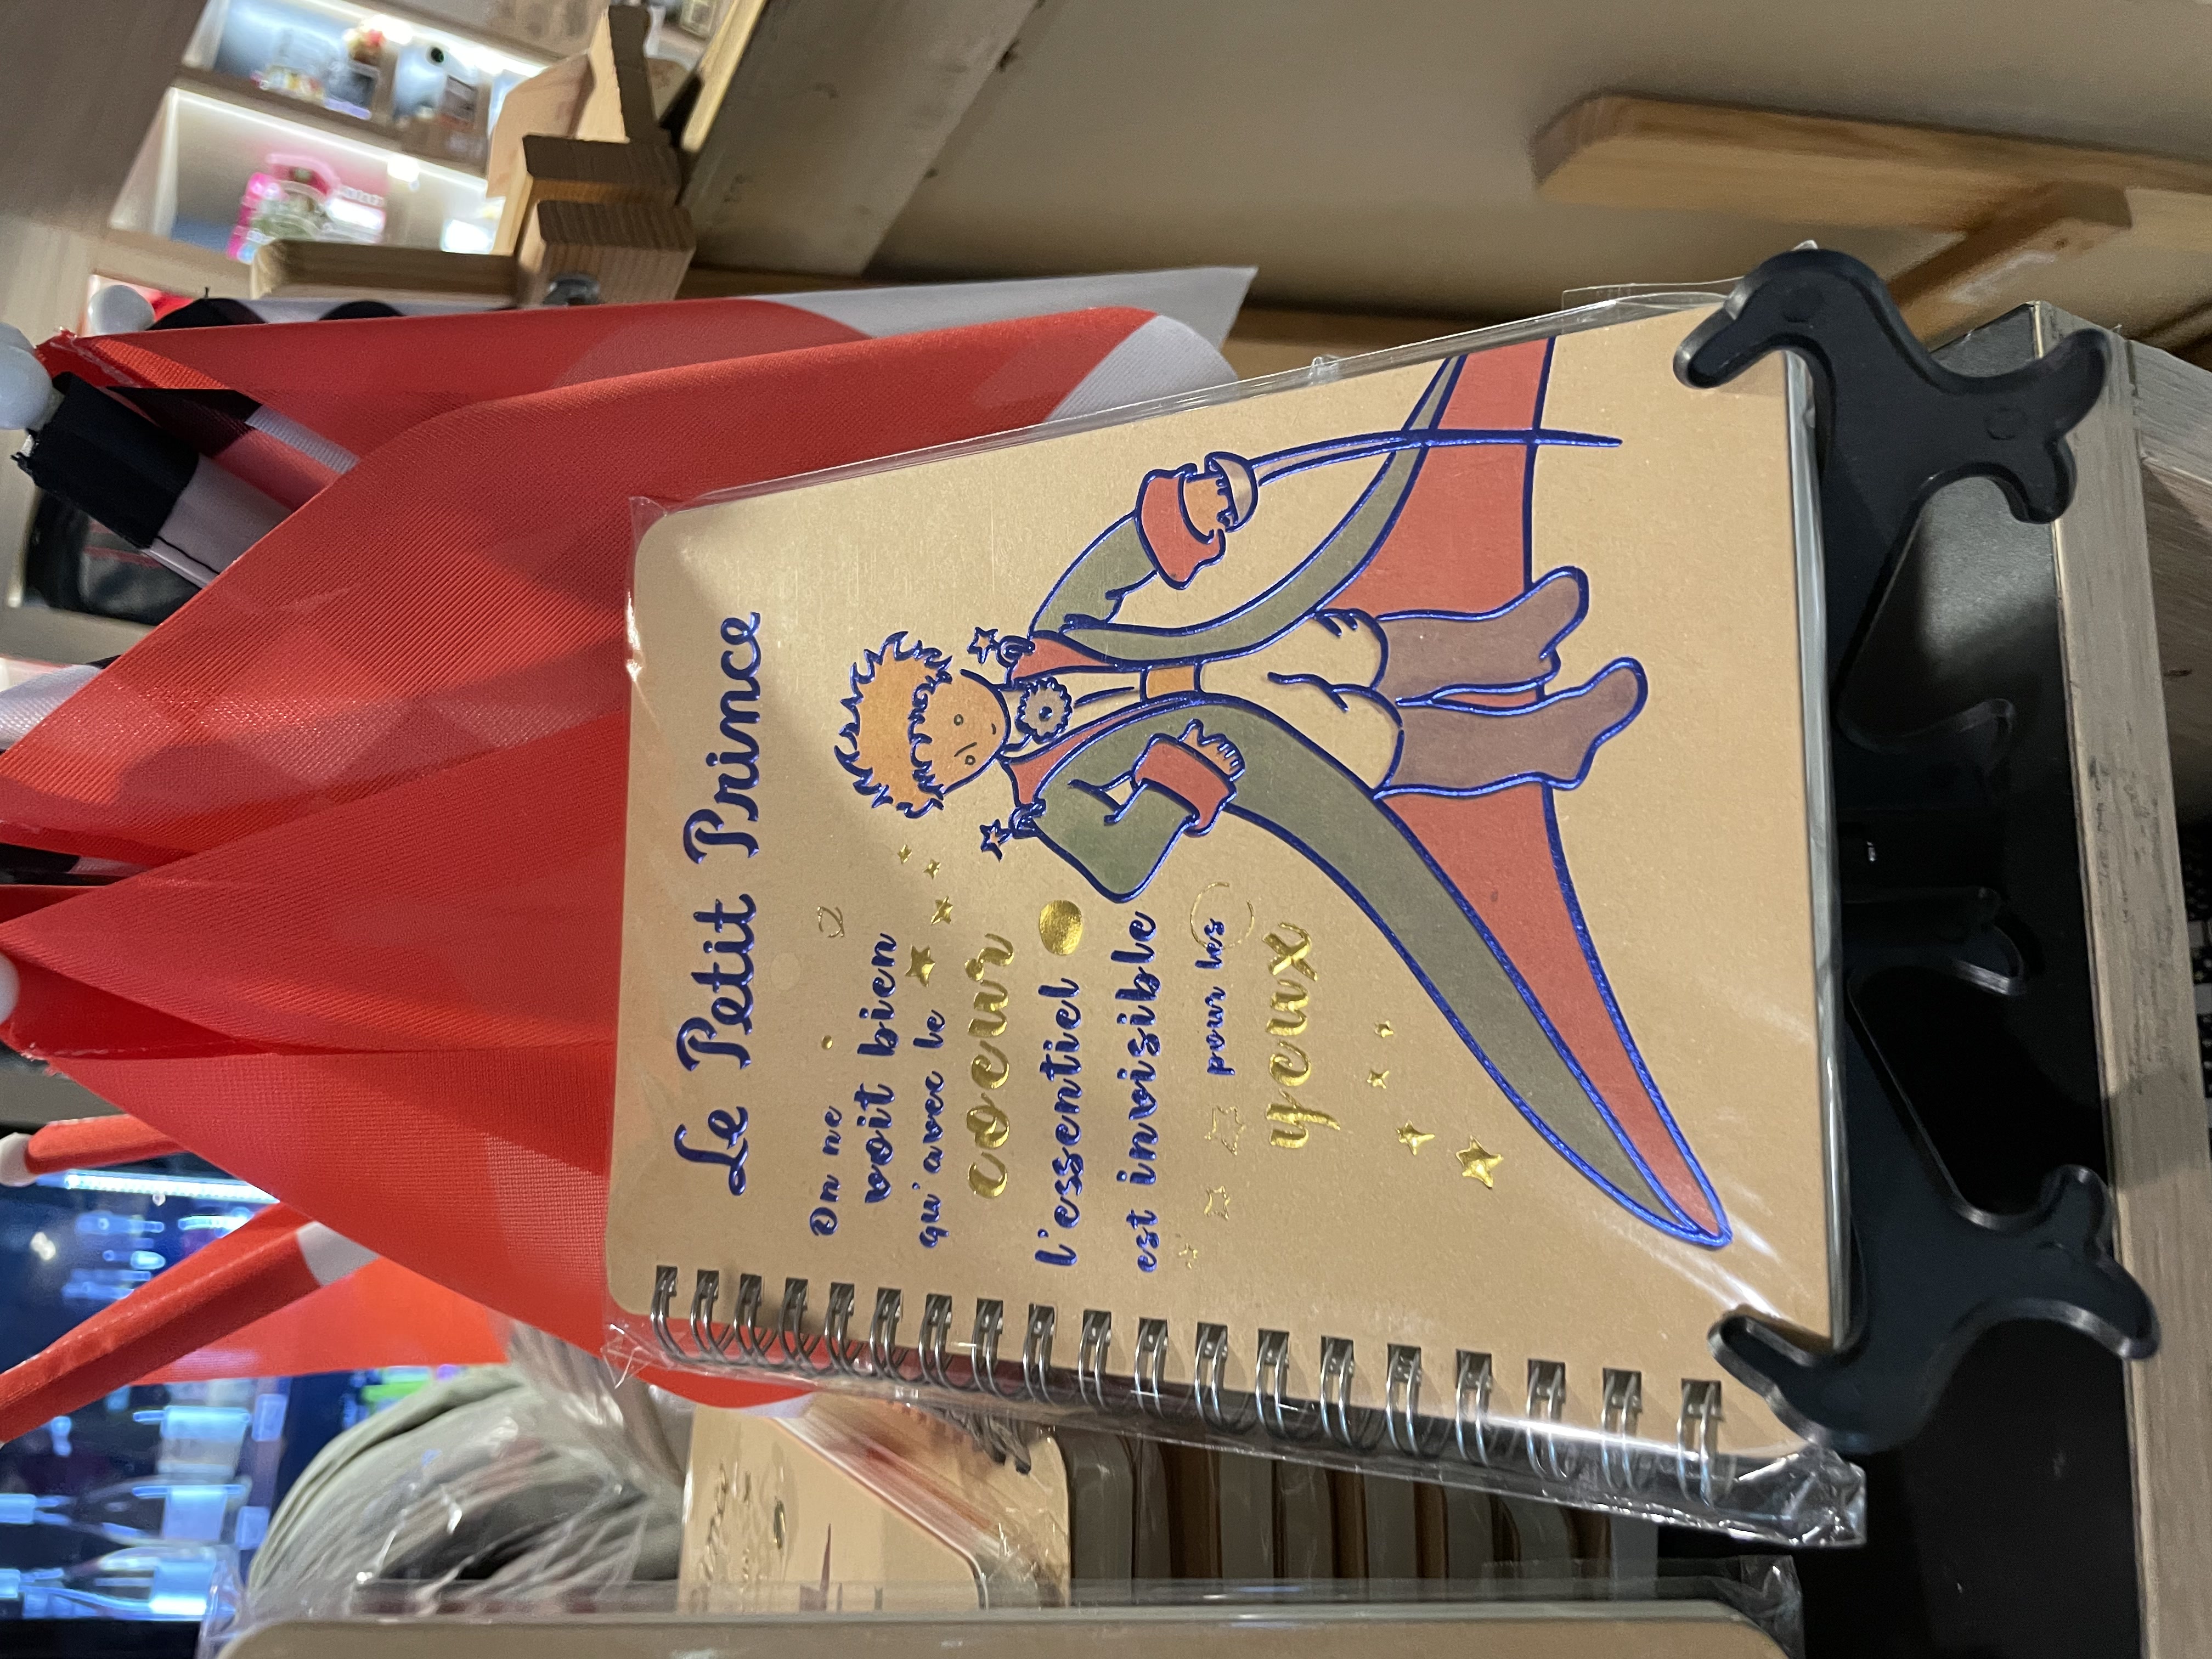 Le Petit Prince
On ne
voit bien
qu'avec le
coeur
l'essentiel
est invisible
pour les
yeux